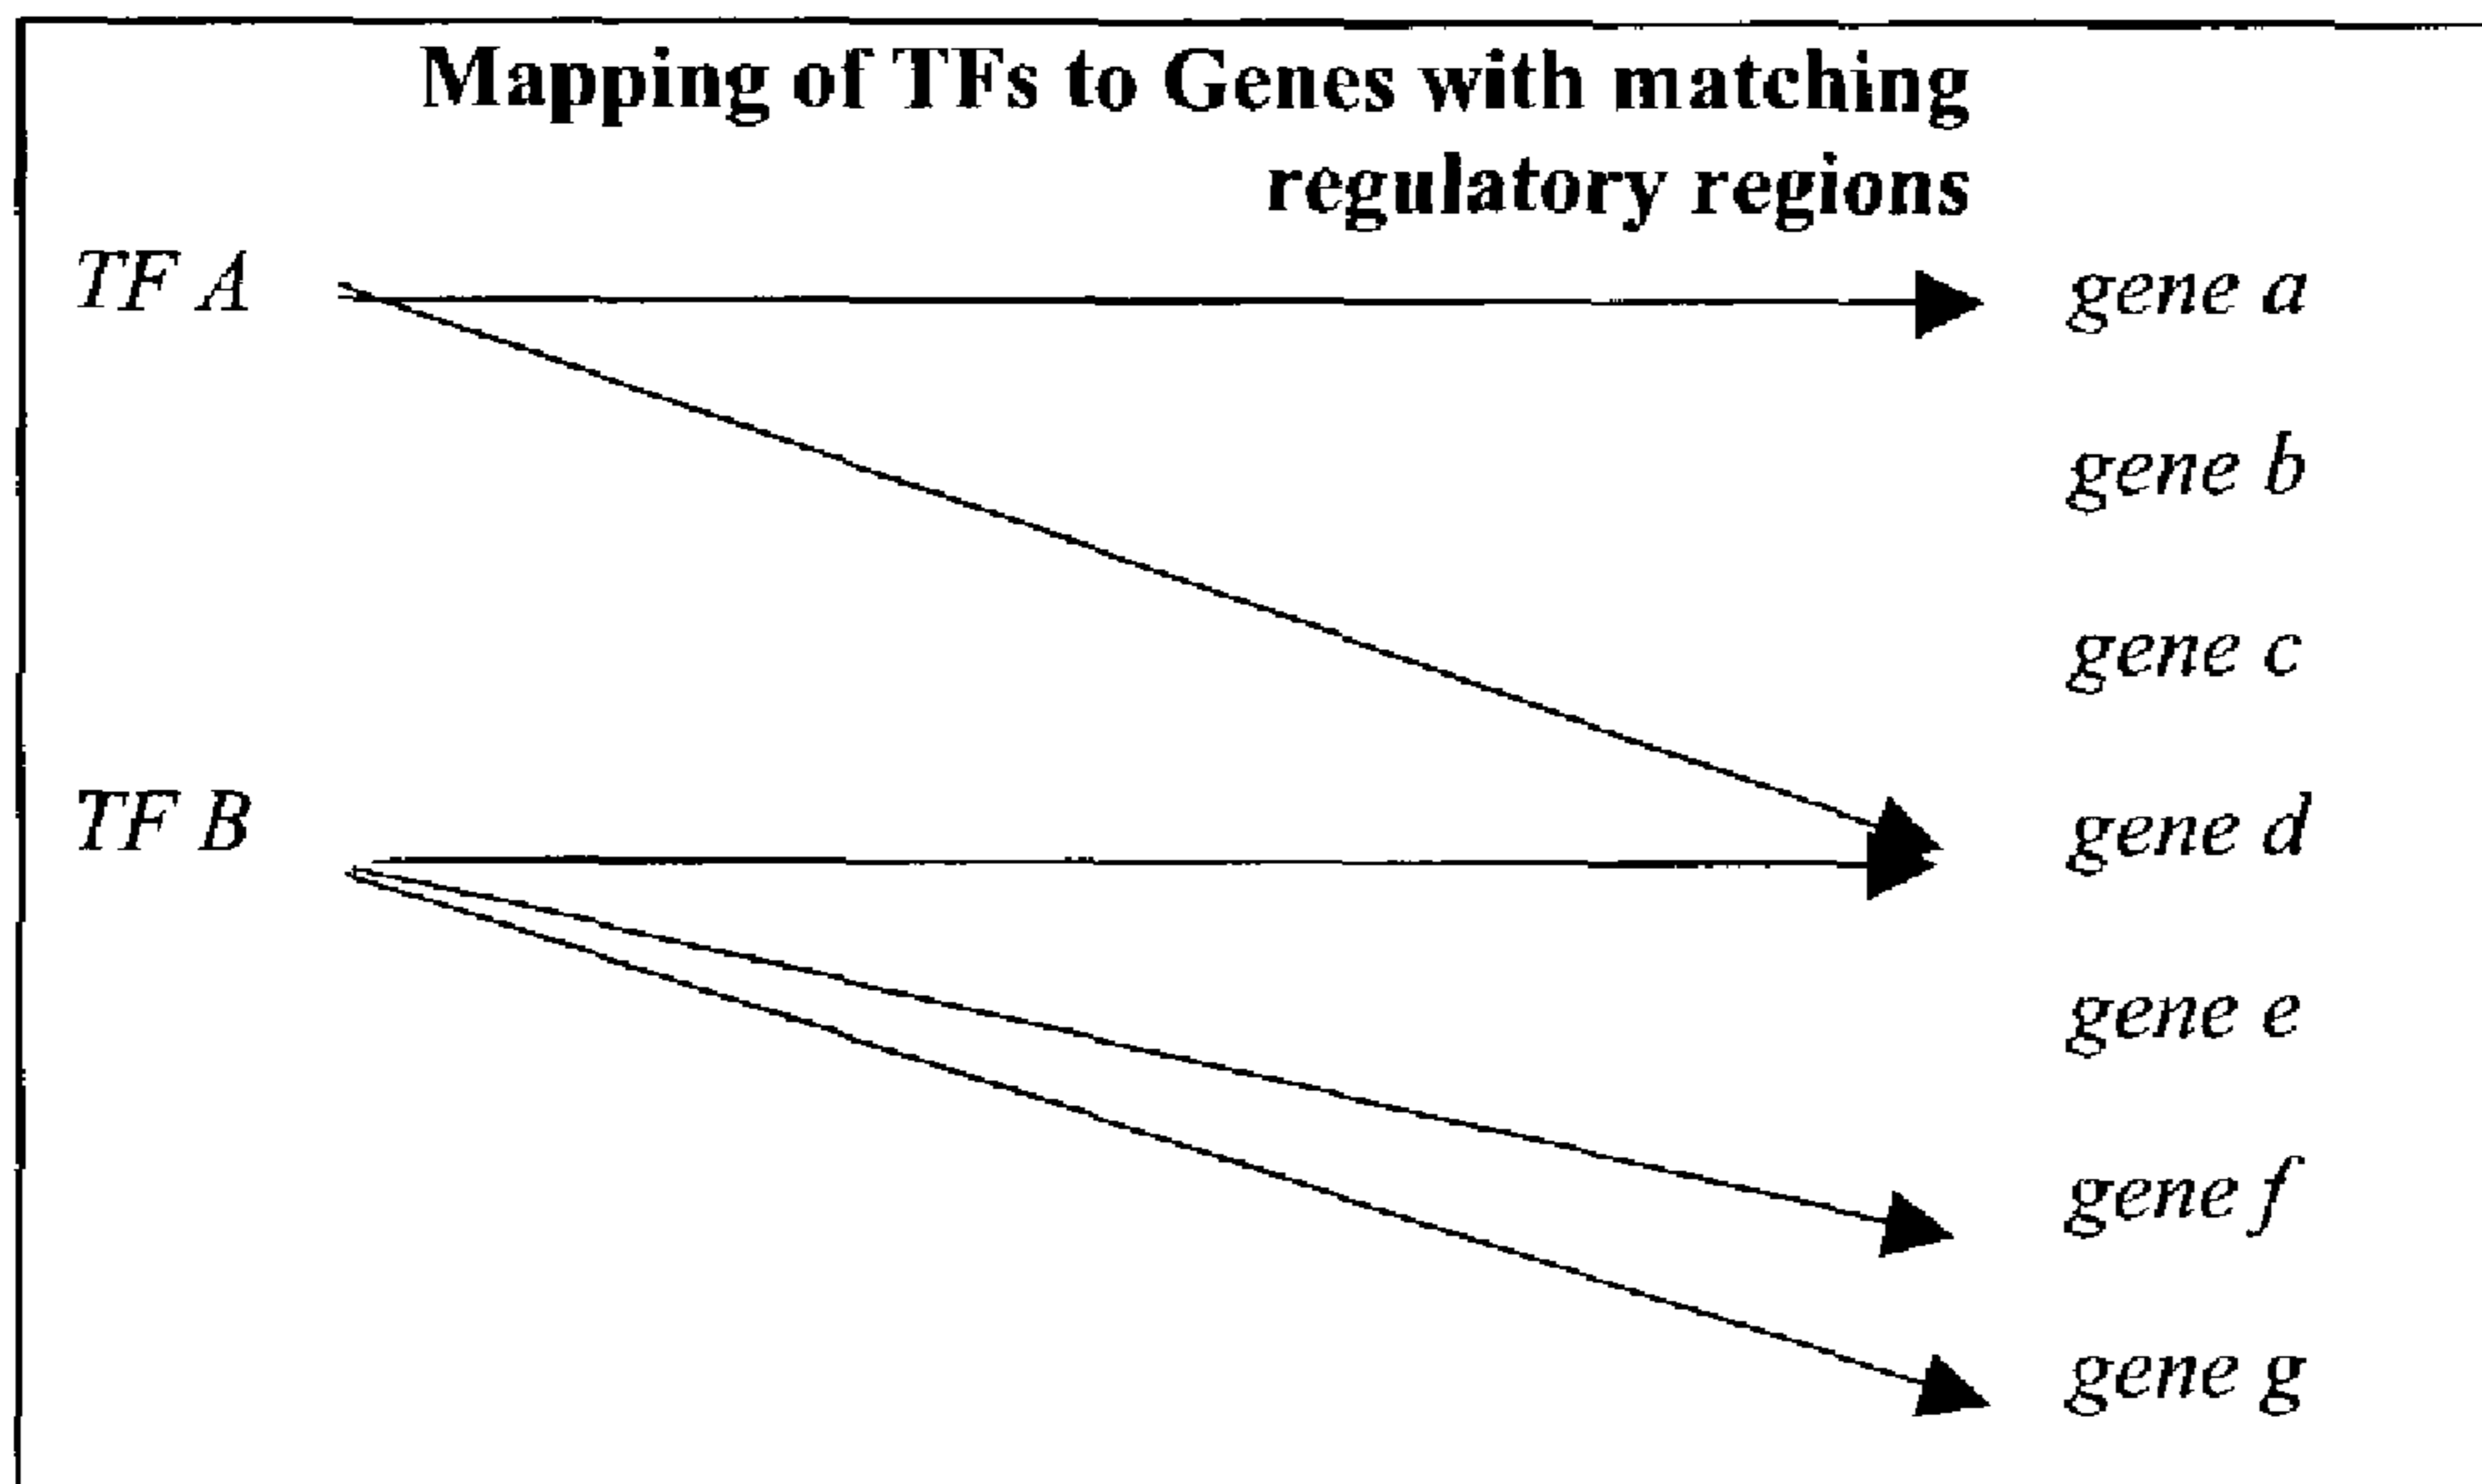 Mapping of TFs to Genes with matching
regulatory regions
TF A
gene a
gene b
gene c
TF B
gene d
gene e
gene f
gene g